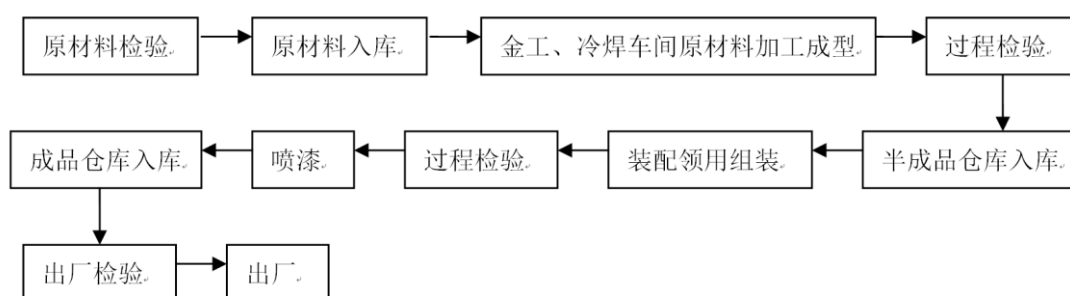 原材料检验
原材料入库
金工、冷焊车间原材料加工成型
过程检验
半成品仓库入库
装配领用组装
过程检验
喷漆
成品仓库入库
出厂检验
出厂